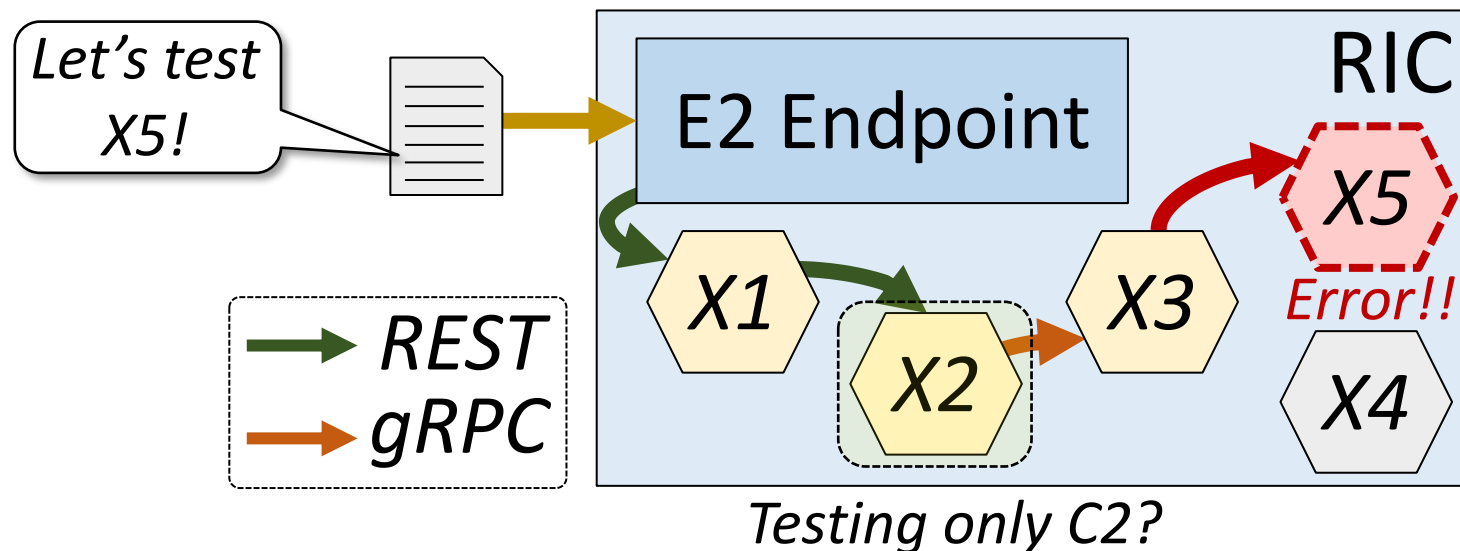 Let's test
X5!
E2 Endpoint
RIC
X5
Error!!
X1
X2
X3
X4
REST
gRPC
Testing only C2?